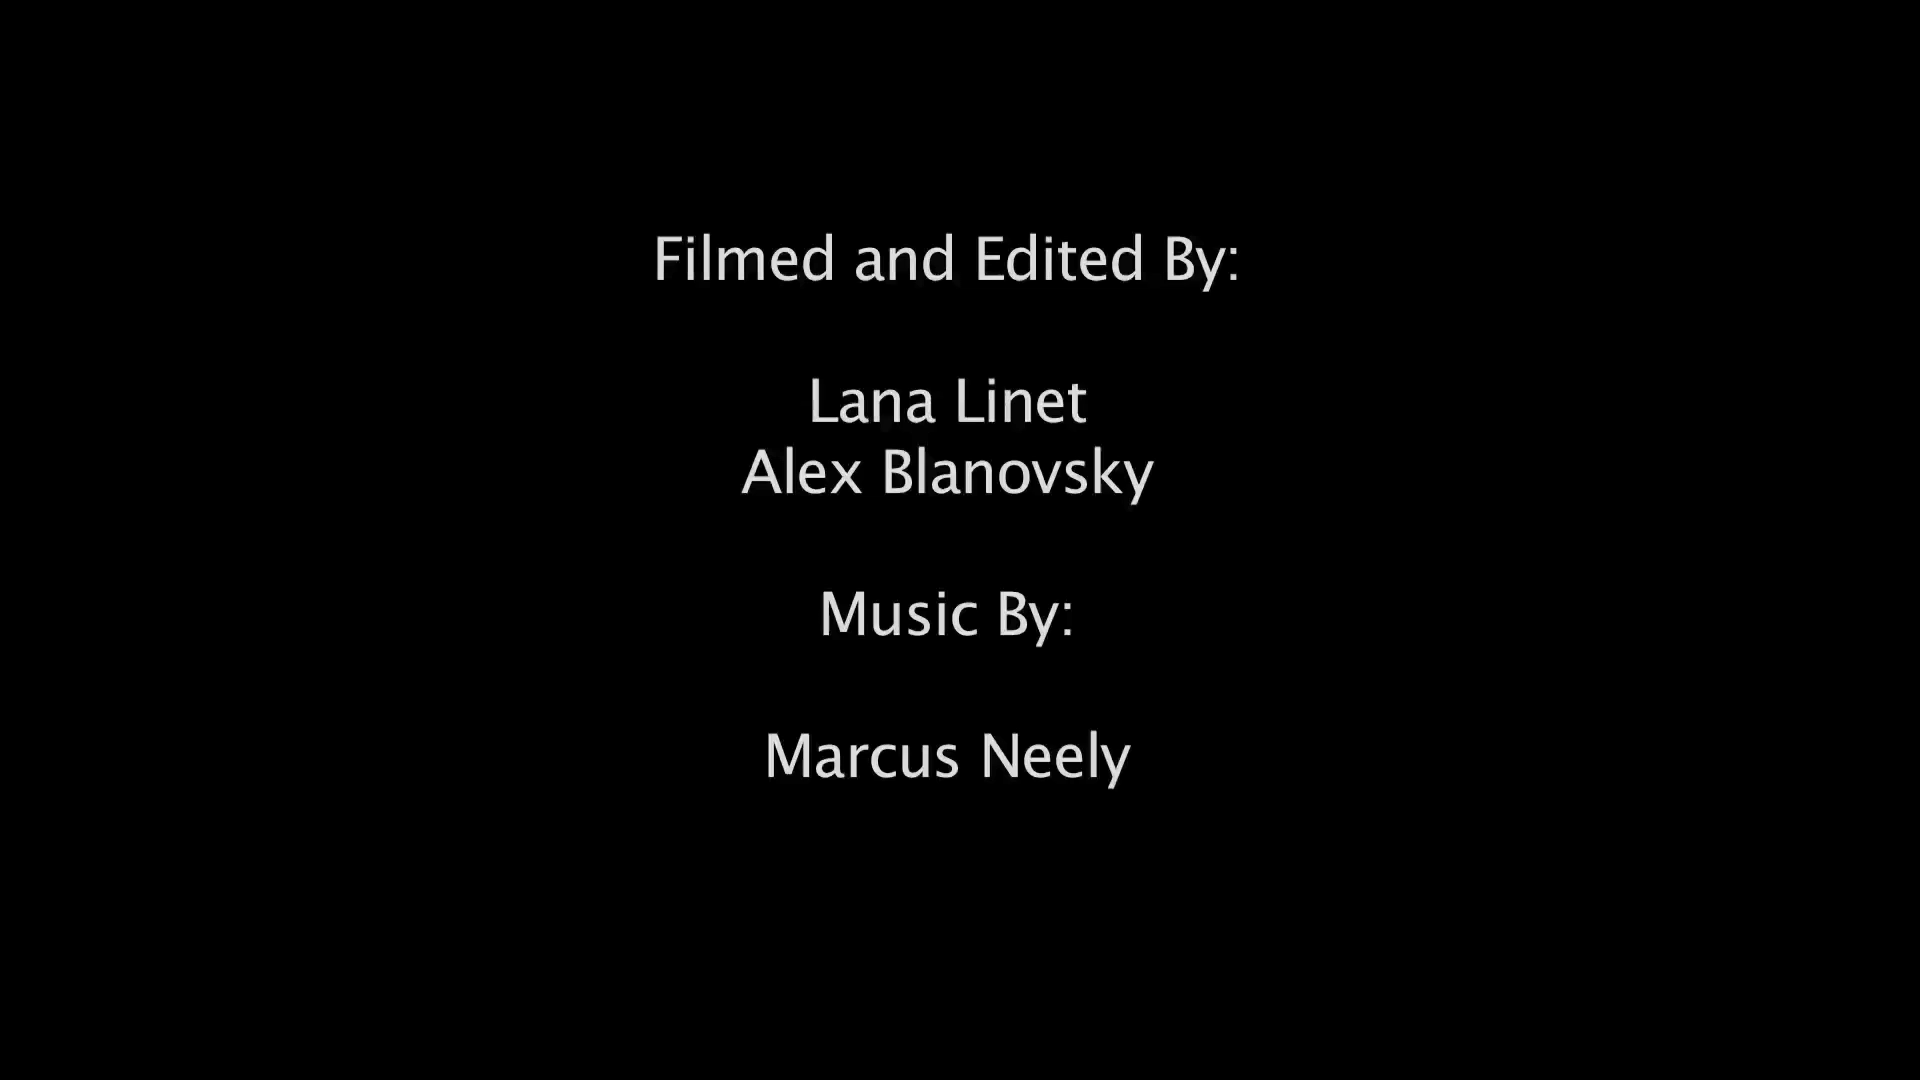 Filmed and Edited By:
Lana Linet
Alex Blanovsky
Music By:
Marcus Neely